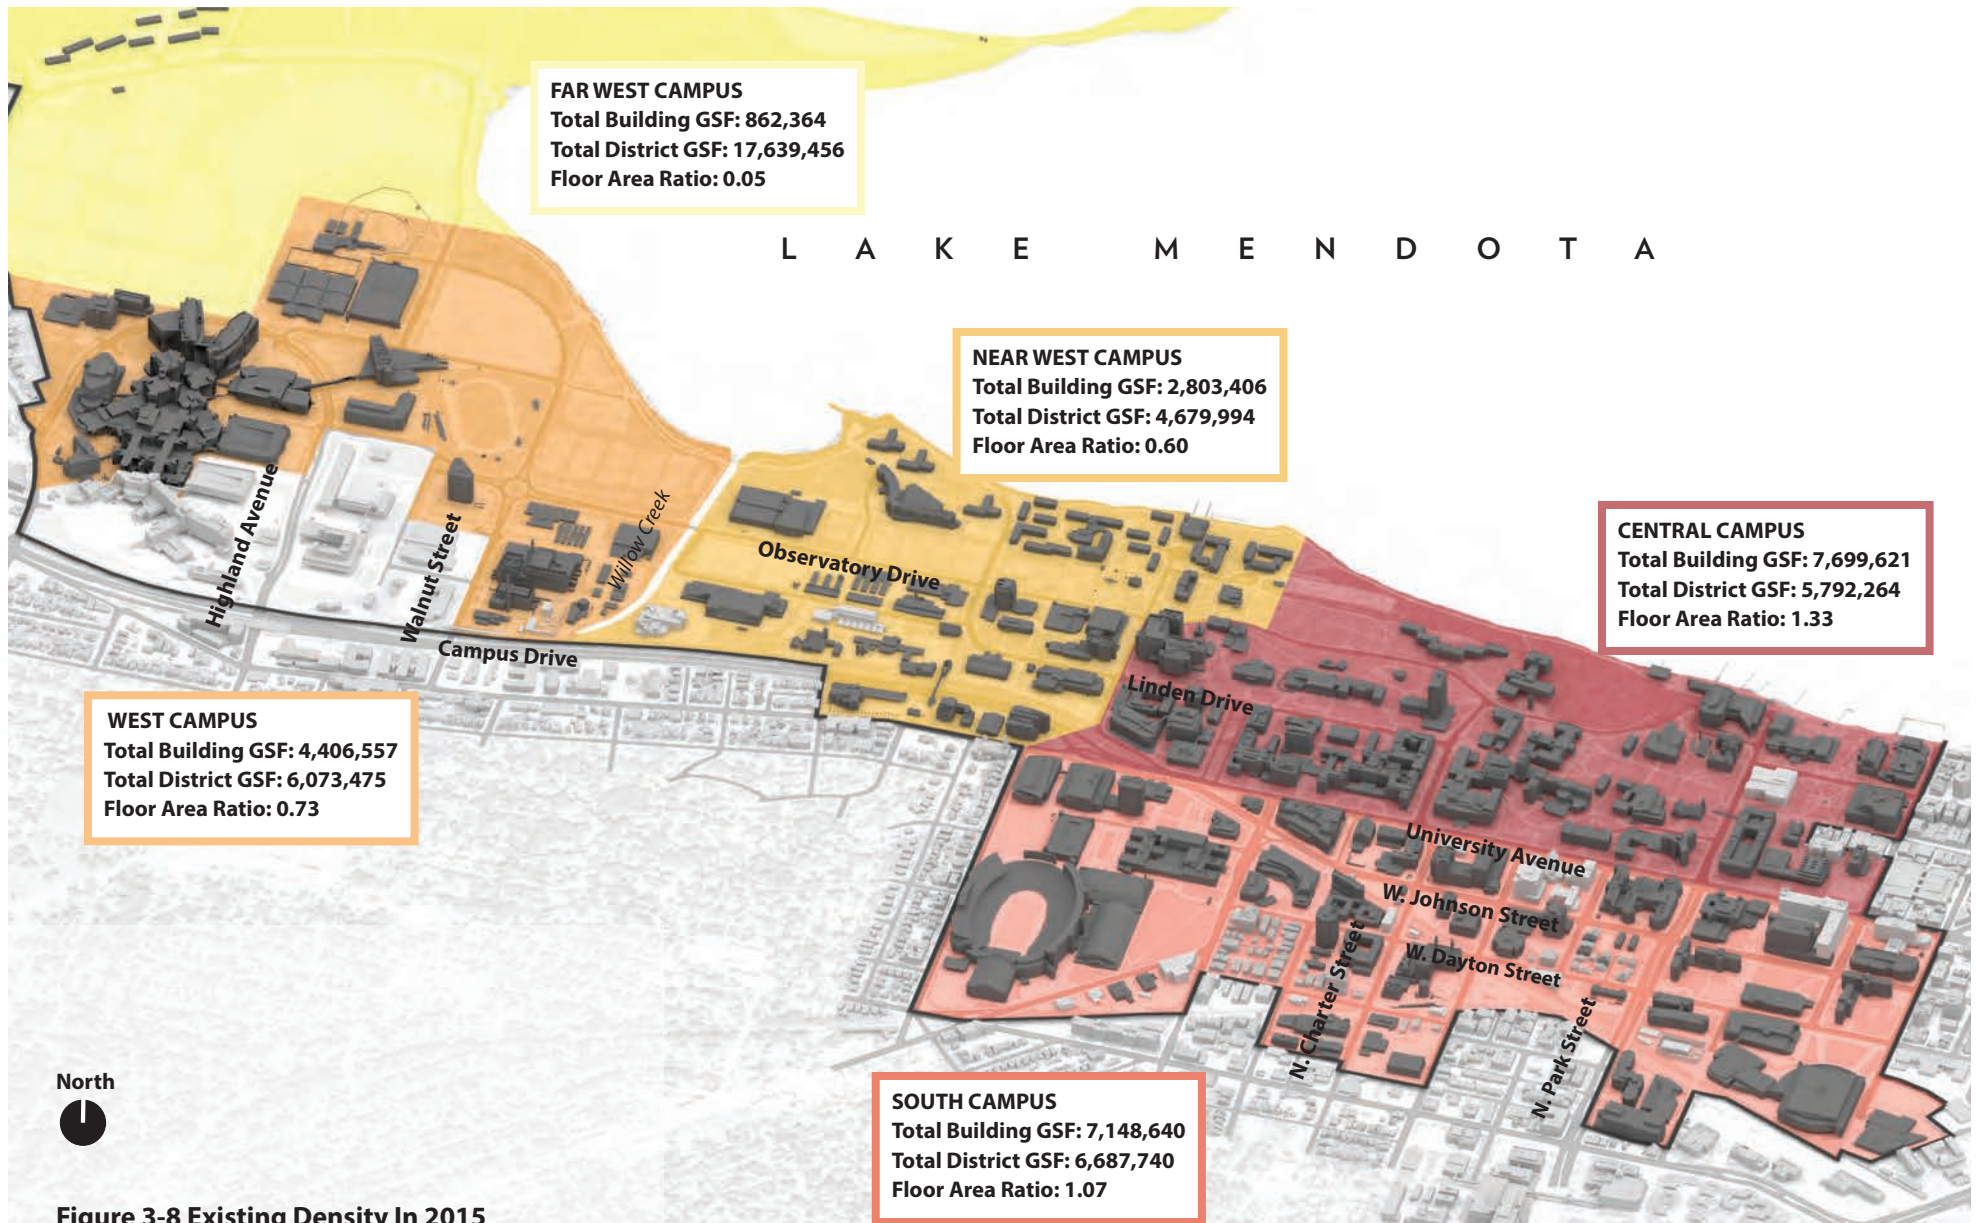 FAR WEST CAMPUS
Total Building GSF: 862,364
Total District GSF: 17,639,456
Floor Area Ratio: 0.05
LAKE MENDOTA
NEAR WEST CAMPUS
Total Building GSF: 2,803,406
Total District GSF: 4,679,994
Floor Area Ratio: 0.60
CENTRAL CAMPUS
Total Building GSF: 7,699,621
Total District GSF: 5,792,264
Floor Area Ratio: 1.33
Highland Avenue
Walnut Street
Willow Creek
Observatory Drive
Campus Drive
Linden Drive
WEST CAMPUS
Total Building GSF: 4,406,557
Total District GSF: 6,073,475
Floor Area Ratio: 0.73
University Avenue
W. Johnson Street
W. Dayton Street
N. Charter Street
N. Park Street
North
SOUTH CAMPUS
Total Building GSF: 7,148,640
Total District GSF: 6,687,740
Floor Area Ratio: 1.07
Figure 3-8 Existing Density In 2015